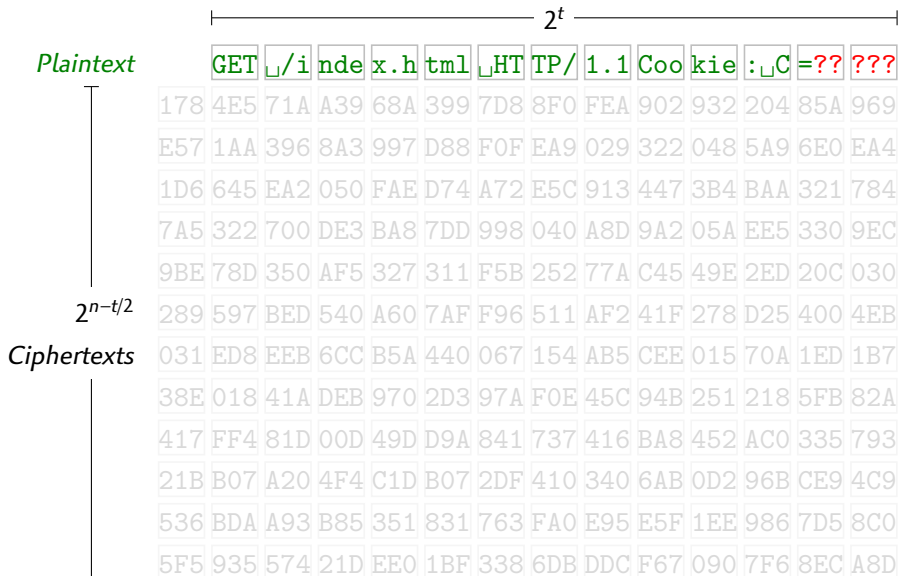 2^t
Plaintext GET ␣/i nde x.h tml ␣HT TP/ 1.1 Coo kie :␣C =?? ???
178 4E5 71A A39 68A 399 7D8 8F0 FEA 902 932 204 85A 969
E57 1AA 396 8A3 997 D88 F0F EA9 029 322 048 5A9 6E0 EA4
1D6 645 EA2 050 FAE D74 A72 E5C 913 447 3B4 BAA 321 784
7A5 322 700 DE3 BA8 7DD 998 040 A8D 9A2 05A EE5 330 9EC
9BE 78D 350 AF5 327 311 F5B 252 77A C45 49E 2ED 20C 030
2^{n−t/2} 289 597 BED 540 A60 7AF F96 511 AF2 41F 278 D25 400 4EB
Ciphertexts 031 ED8 EEB 6CC B5A 440 067 154 AB5 CEE 015 70A 1ED 1B7
38E 018 41A DEB 970 2D3 97A F0E 45C 94B 251 218 5FB 82A
417 FF4 81D 00D 49D D9A 841 737 416 BA8 452 AC0 335 793
21B B07 A20 4F4 C1D B07 2DF 410 340 6AB 0D2 96B CE9 4C9
536 BDA A93 B85 351 831 763 FA0 E95 E5F 1EE 986 7D5 8C0
5F5 935 574 21D EE0 1BF 338 6DB DDC F67 090 7F6 8EC A8D